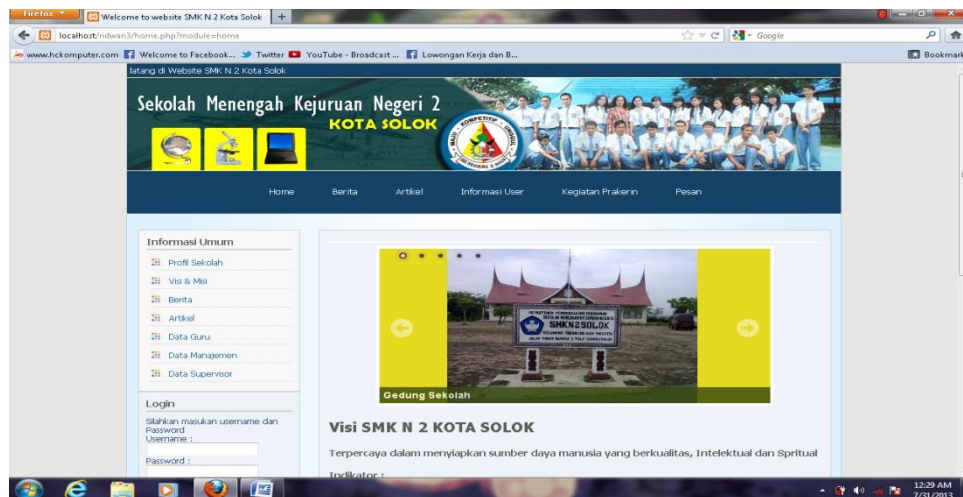 Firefox
Welcome to website SMK N 2 Kota Solok
localhost/ridwan3/home.php?module=home
Google
www.hckomputer.com Welcome to Facebook... Twitter YouTube - Broadcast ... Lowongan Kerja dan B...
Bookmark
latang di Website SMK N 2 Kota Solok
Sekolah Menengah Kejuruan Negeri 2
KOTA SOLOK
MAJU KOMPETITIF UNGGUL
Home Berita Artikel Informasi User Kegiatan Prakerin Pesan
Informasi Umum
Profil Sekolah
Visi & Misi
Berita
Artikel
Data Guru
Data Manajemen
Data Supervisor
SMKN2SOLOK
Gedung Sekolah
Login
Silahkan masukan username dan
Password
Username :
Password :
Visi SMK N 2 KOTA SOLOK
Terpercaya dalam menyiapkan sumber daya manusia yang berkualitas, Intelektual dan Spritual
Indikator :
12:29 AM
7/31/2013